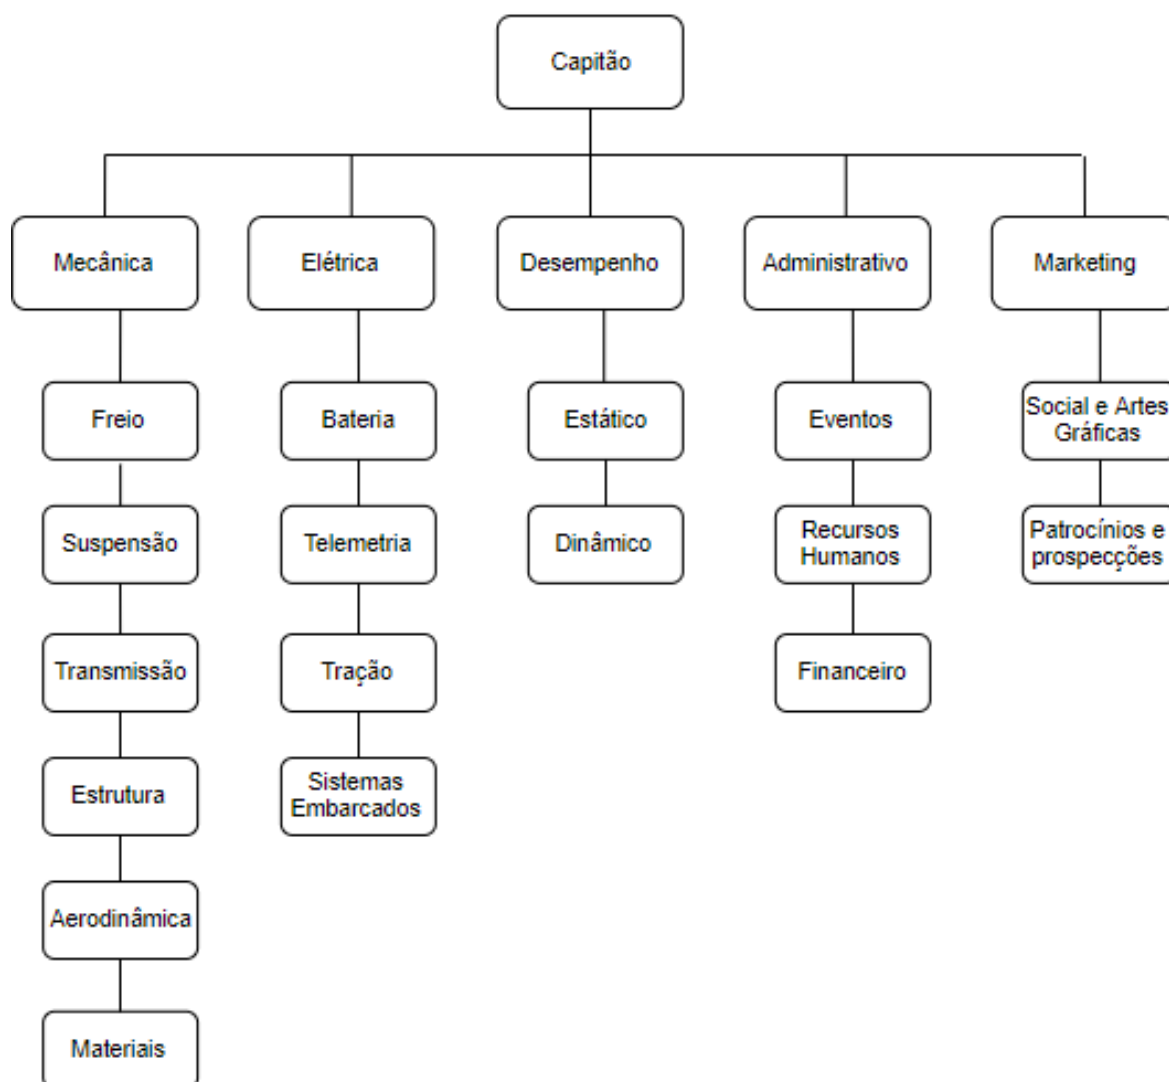 Capitão
Mecânica
Elétrica
Desempenho
Administrativo
Marketing
Freio
Bateria
Estático
Eventos
Social e Artes
Gráficas
Suspensão
Telemetria
Dinâmico
Recursos
Humanos
Patrocínios e
prospecções
Transmissão
Tração
Financeiro
Estrutura
Sistemas
Embarcados
Aerodinâmica
Materiais